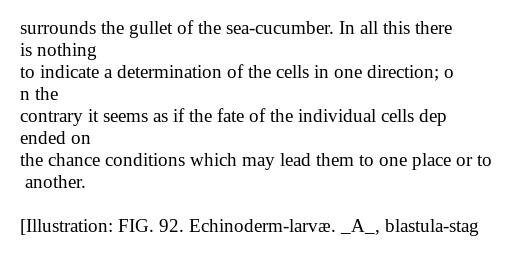 surrounds the gullet of the sea-cucumber. In all this there
is nothing
to indicate a determination of the cells in one direction; o
n the
contrary it seems as if the fate of the individual cells dep
ended on
the chance conditions which may lead them to one place or to
 another.

[Illustration: FIG. 92. Echinoderm-larvæ. _A_, blastula-stag